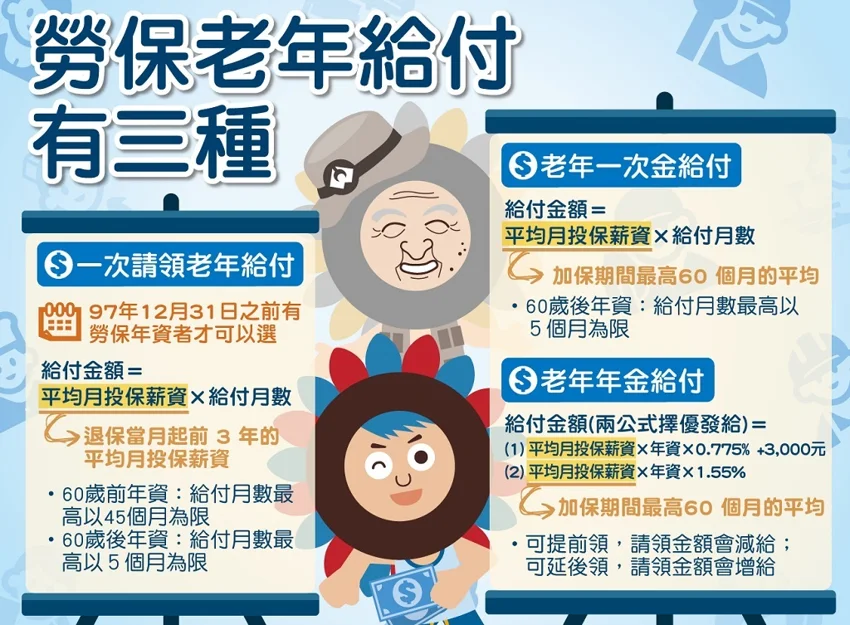 勞保老年給付
有三種
一次請領老年給付
97年12月31日之前有
勞保年資者才可以選
給付金額＝
平均月投保薪資×給付月數
退保當月起前 3 年的
平均月投保薪資
・60歲前年資：給付月數最
高以45個月為限
・60歲後年資：給付月數最
高以 5 個月為限
老年一次金給付
給付金額＝
平均月投保薪資×給付月數
加保期間最高60 個月的平均
・60歲後年資：給付月數最高以
5 個月為限
老年年金給付
給付金額(兩公式擇優發給)＝
(1) 平均月投保薪資×年資×0.775% +3,000元
(2) 平均月投保薪資×年資×1.55%
加保期間最高60 個月的平均
・可提前領，請領金額會減給；
可延後領，請領金額會增給